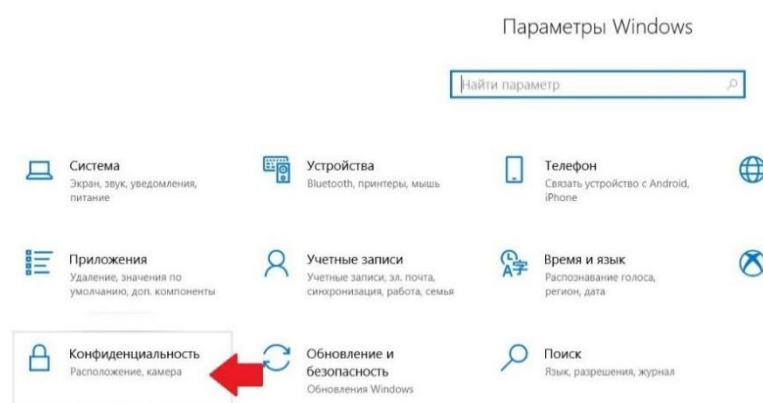 Параметры Windows
Найти параметр
Система
Экран, звук, уведомления,
питание
Устройства
Bluetooth, принтеры, мышь
Телефон
Связать устройство с Android,
iPhone
Приложения
Удаление, значения по
умолчанию, доп. компоненты
Учетные записи
Учетные записи, эл. почта,
синхронизация, работа, семья
Время и язык
Распознавание голоса,
регион, дата
Конфиденциальность
Расположение, камера
Обновление и
безопасность
Обновления Windows
Поиск
Язык, разрешения, журнал